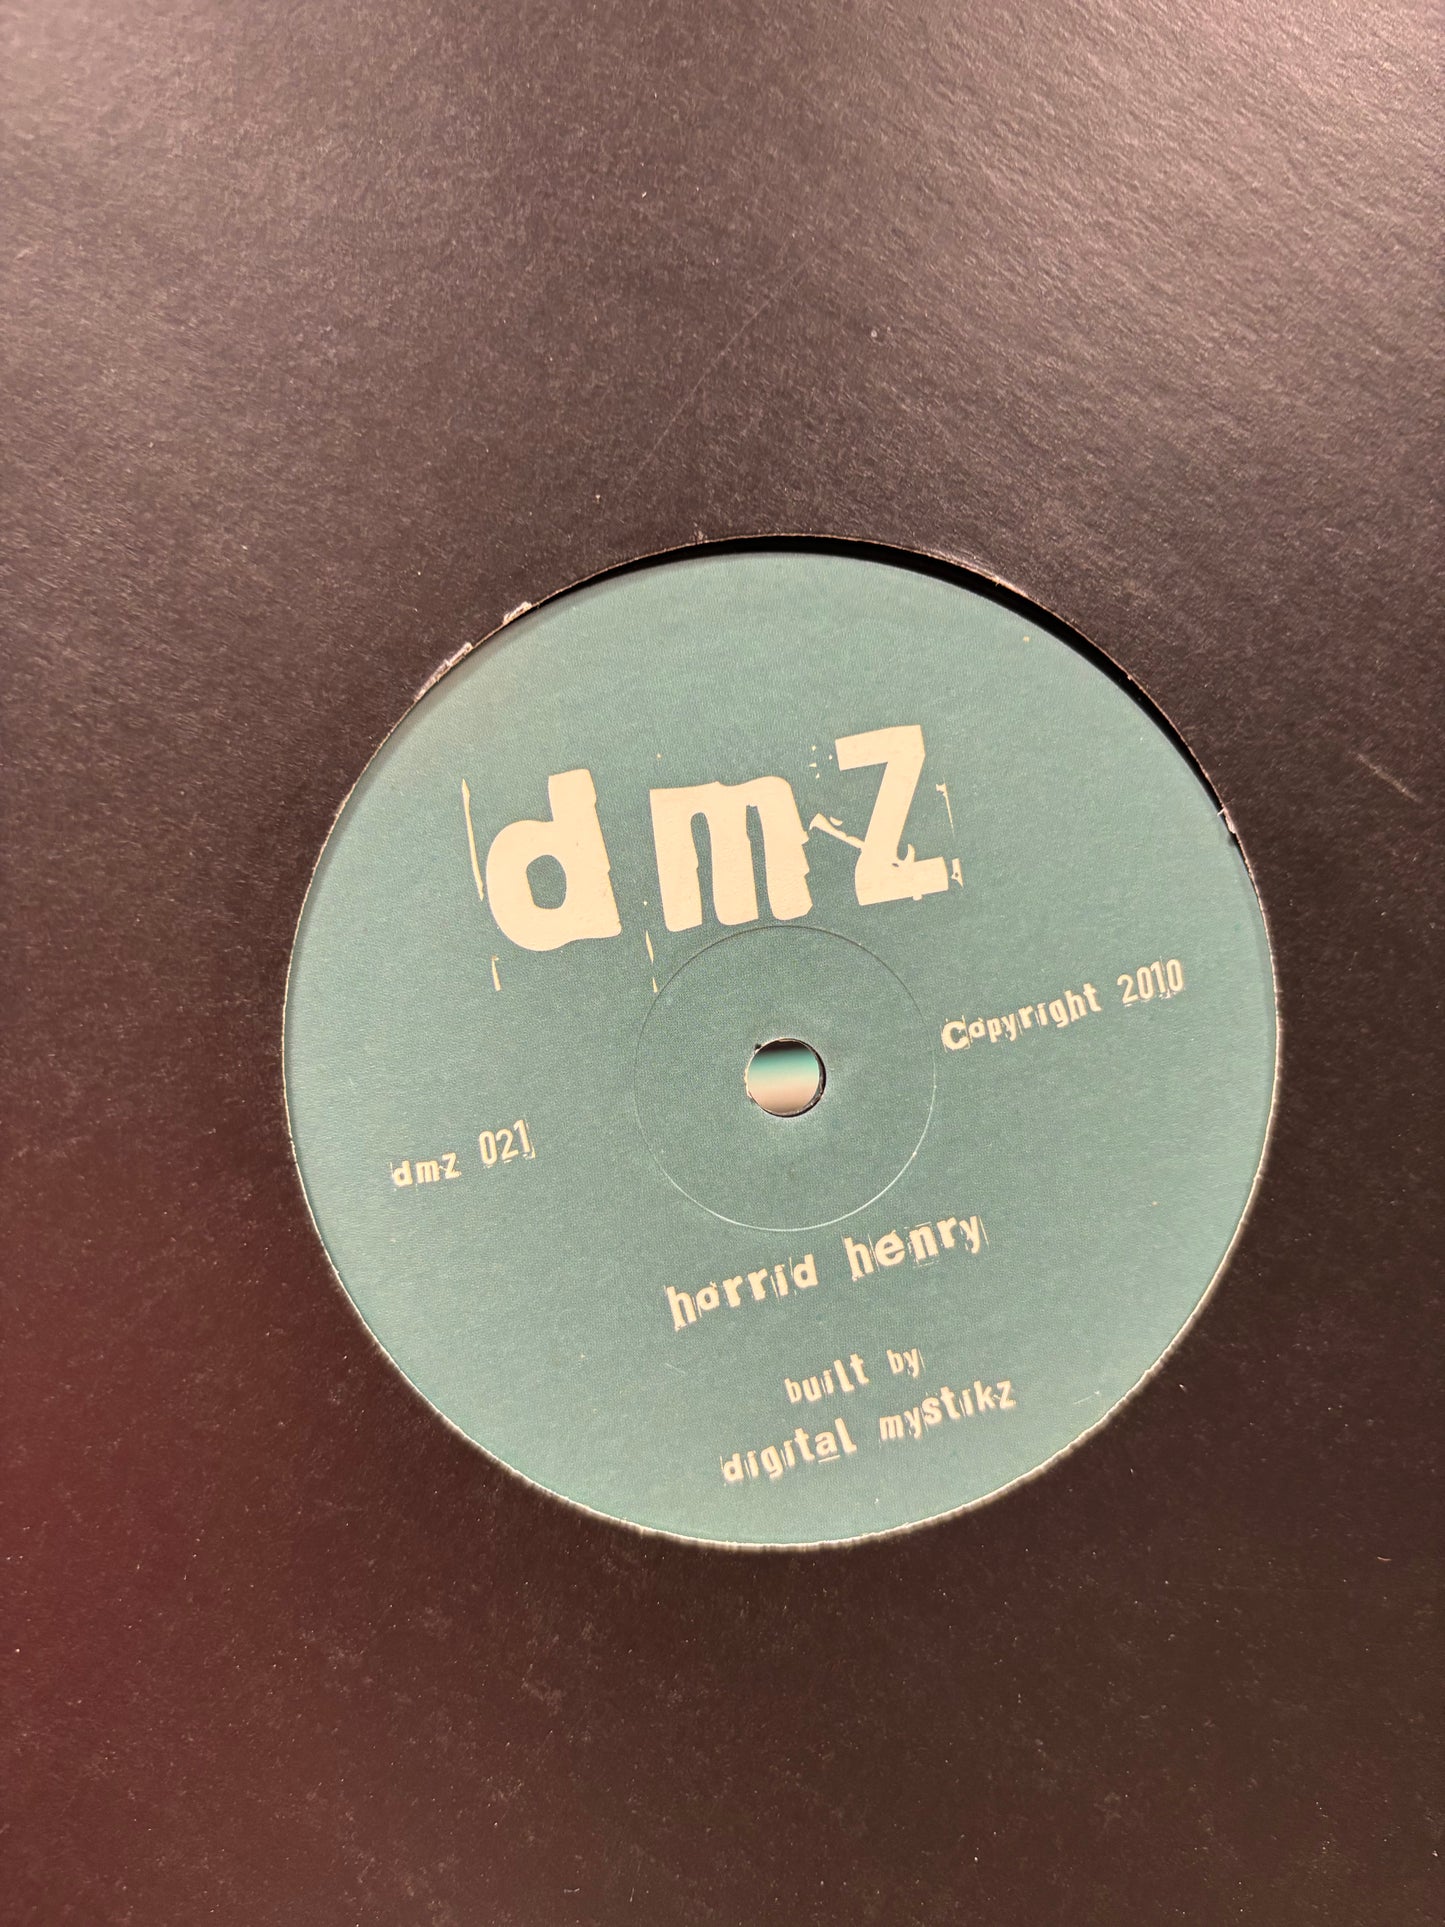 dmz
Copyright 2010
dmz 021
horrid henry
built by
digital mystikz